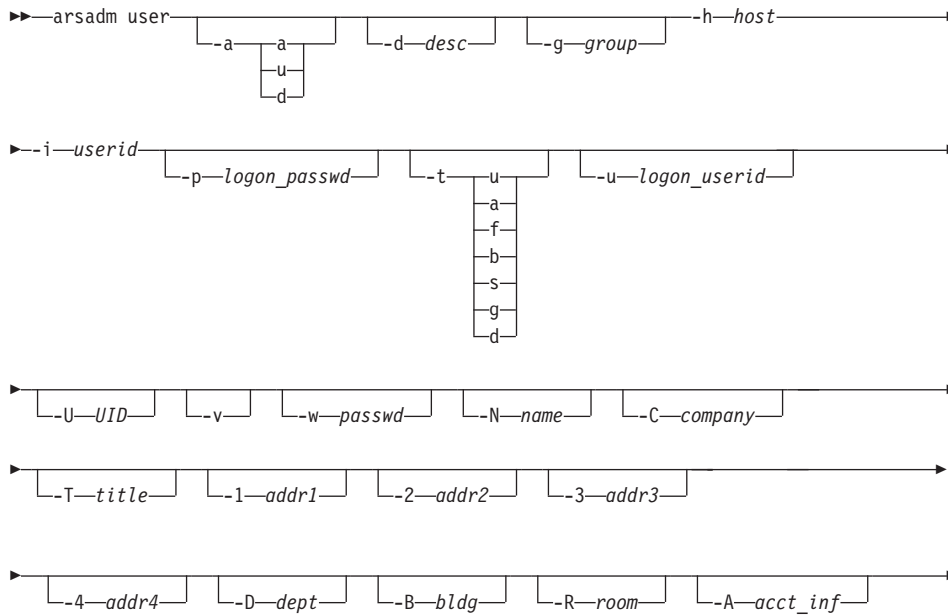 arsadm user -a a -d desc -g group -h host
u
d
-i userid -p logon_passwd -t u -u logon_userid
a
f
b
s
g
d
-U UID -v -w passwd -N name -C company
-T title -1 addr1 -2 addr2 -3 addr3
-4 addr4 -D dept -B bldg -R room -A acct_inf